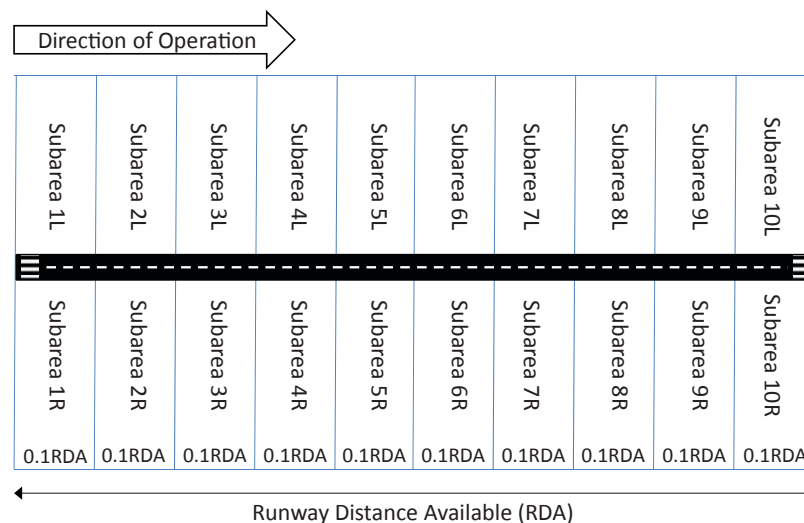 Direction of Operation
Subarea 1L
Subarea 2L
Subarea 3L
Subarea 4L
Subarea 5L
Subarea 6L
Subarea 7L
Subarea 8L
Subarea 9L
Subarea 10L
Subarea 1R
Subarea 2R
Subarea 3R
Subarea 4R
Subarea 5R
Subarea 6R
Subarea 7R
Subarea 8R
Subarea 9R
Subarea 10R
0.1RDA 0.1RDA 0.1RDA 0.1RDA 0.1RDA 0.1RDA 0.1RDA 0.1RDA 0.1RDA 0.1RDA
Runway Distance Available (RDA)